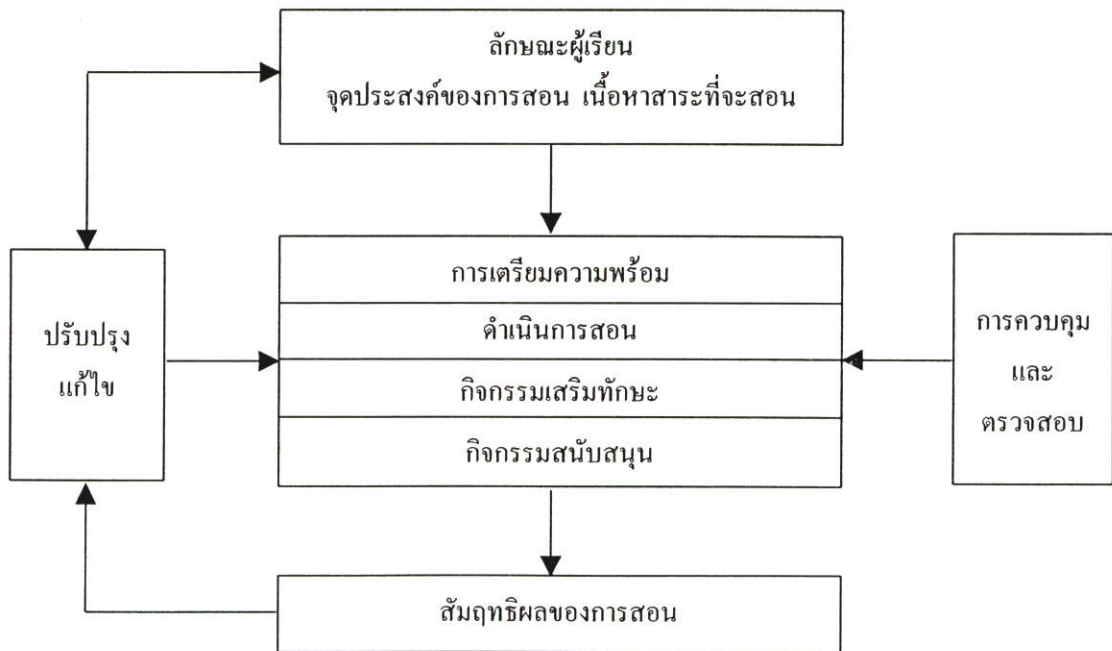 ลักษณะผู้เรียน
จุดประสงค์ของการสอน เนื้อหาสาระที่จะสอน
การเตรียมความพร้อม
ดำเนินการสอน
กิจกรรมเสริมทักษะ
กิจกรรมสนับสนุน
ปรับปรุง
แก้ไข
การควบคุม
และ
ตรวจสอบ
สัมฤทธิผลของการสอน